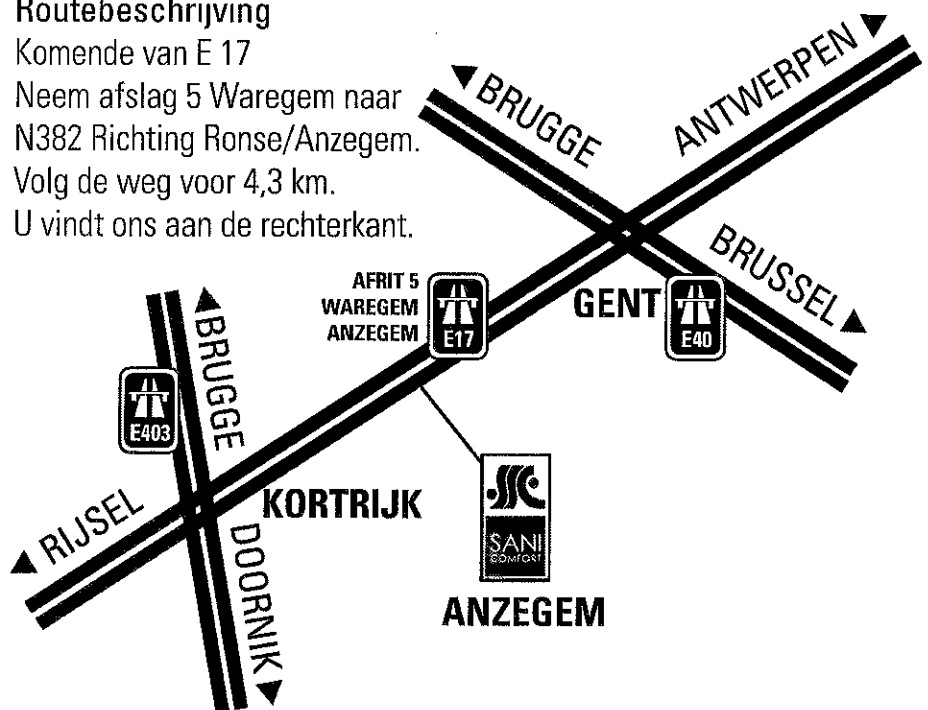 Routebeschrijving
Komende van E 17
Neem afslag 5 Waregem naar
N382 Richting Ronse/Anzegem.
Volg de weg voor 4,3 km.
U vindt ons aan de rechterkant.
BRUGGE
ANTWERPEN
BRUSSEL
AFRIT 5
WAREGEM
ANZEGEM
E17
GENT
E40
BRUGGE
E403
KORTRIJK
RIJSEL
DOORNIK
SANI
COMFORT
ANZEGEM